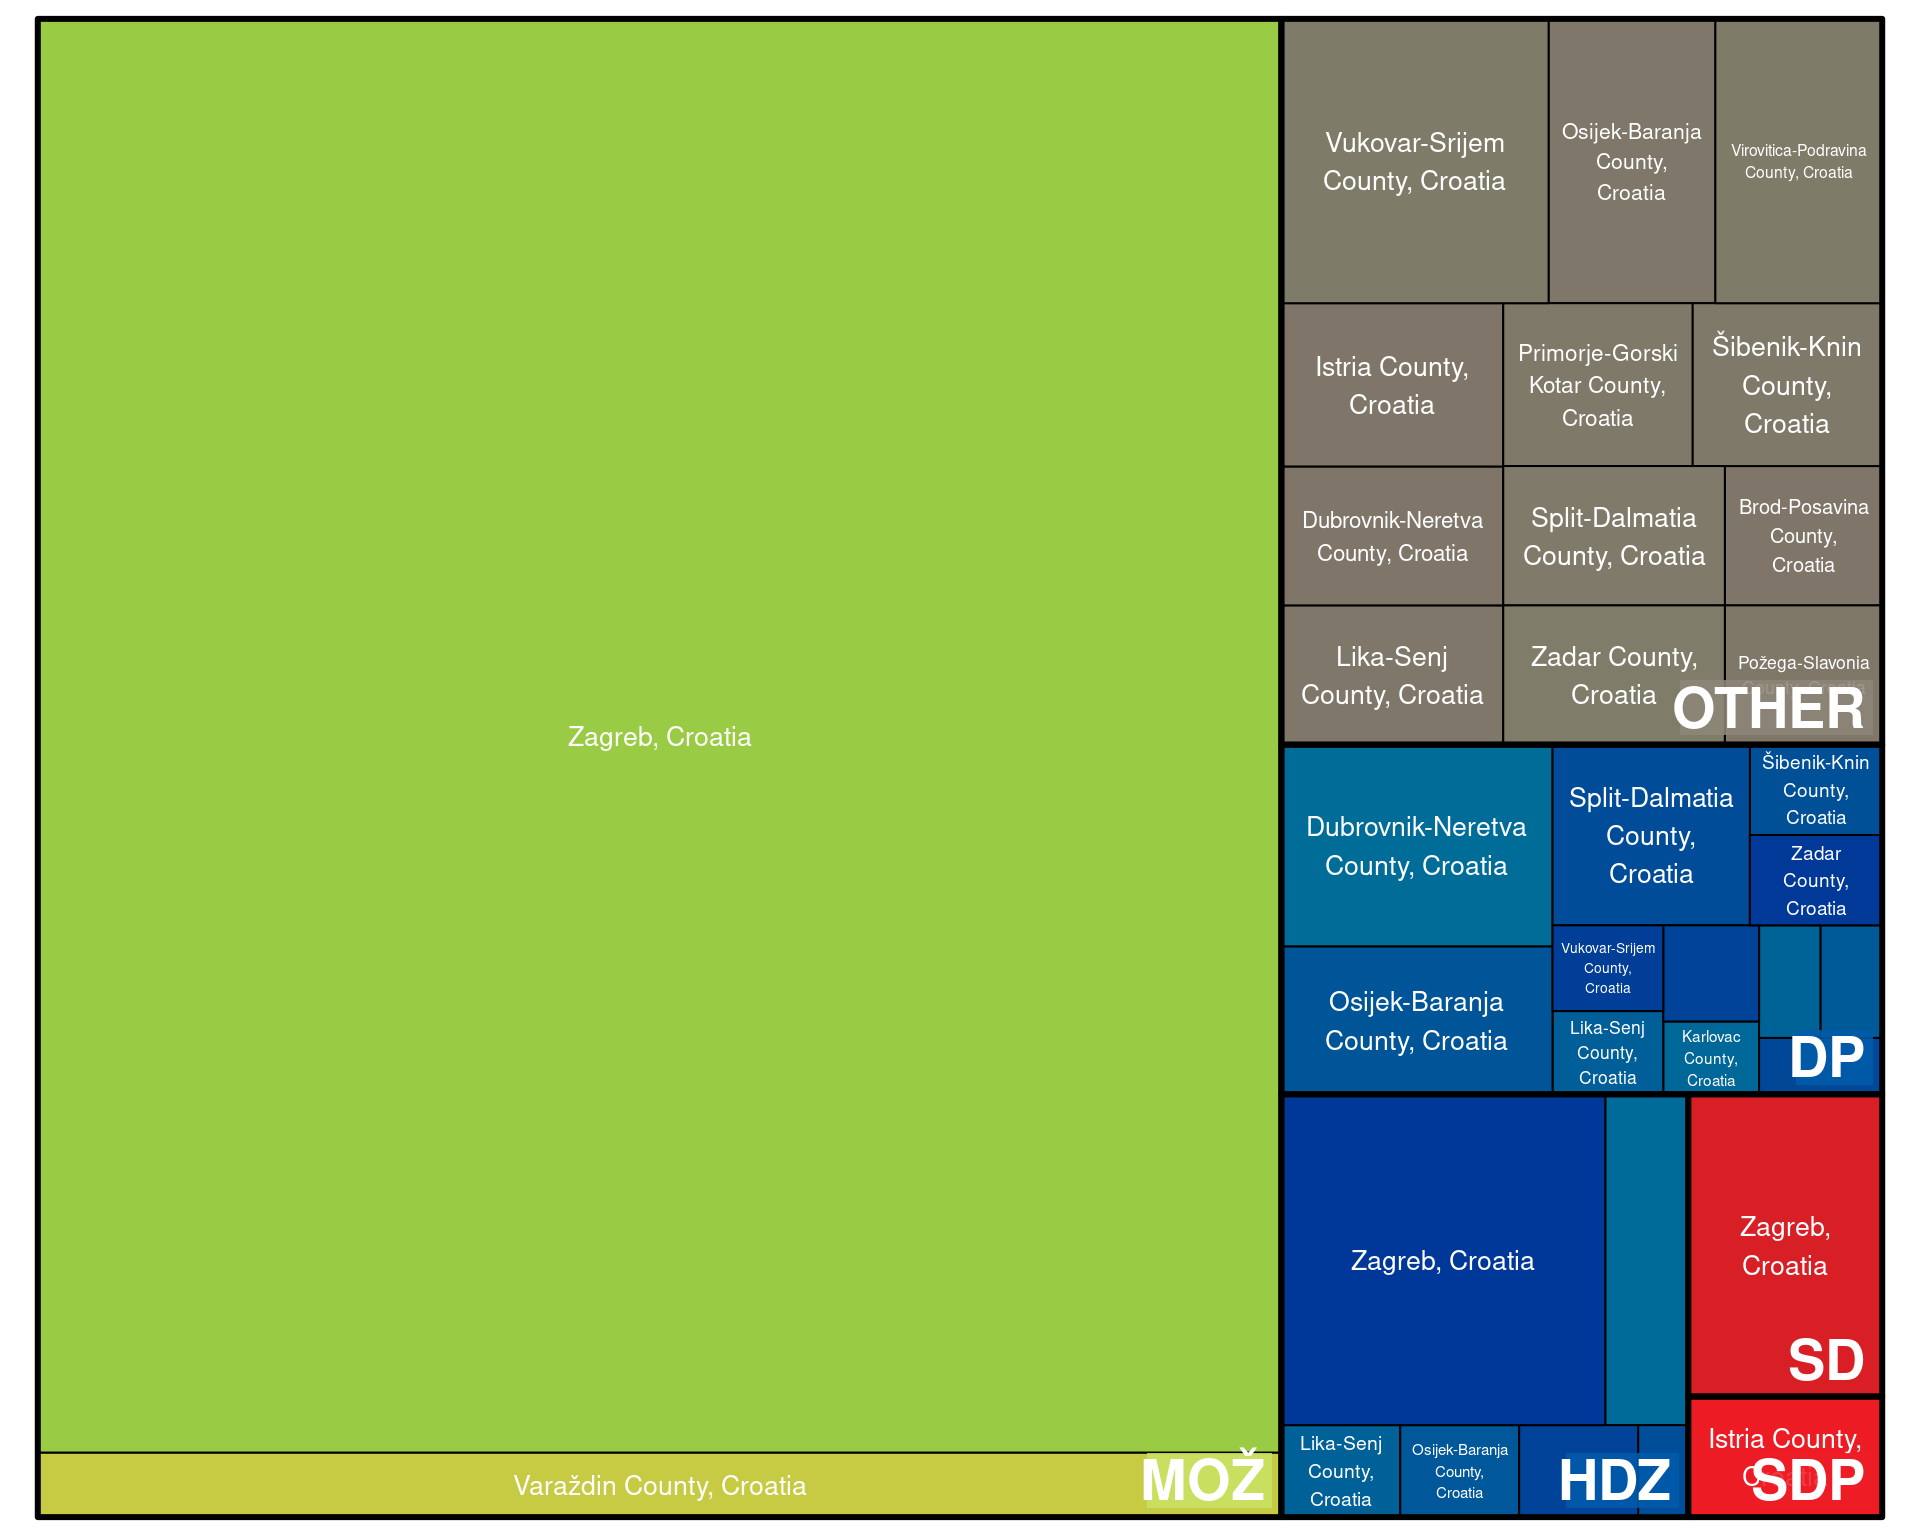 Zagreb, Croatia
Varaždin County, Croatia
MOŽ
Vukovar-Srijem
County, Croatia
Osijek-Baranja
County,
Croatia
Virovitica-Podravina
County, Croatia
Istria County,
Croatia
Primorje-Gorski
Kotar County,
Croatia
Šibenik-Knin
County,
Croatia
Dubrovnik-Neretva
County, Croatia
Split-Dalmatia
County, Croatia
Brod-Posavina
County,
Croatia
Lika-Senj
County, Croatia
Zadar County,
Croatia
Požega-Slavonia
County, Croatia
OTHER
Dubrovnik-Neretva
County, Croatia
Osijek-Baranja
County, Croatia
Split-Dalmatia
County,
Croatia
Šibenik-Knin
County,
Croatia
Zadar
County,
Croatia
Vukovar-Srijem
County,
Croatia
Lika-Senj
County,
Croatia
Karlovac
County,
Croatia
DP
Zagreb, Croatia
Lika-Senj
County,
Croatia
Osijek-Baranja
County,
Croatia
HDZ
Zagreb,
Croatia
SD
Istria County,
SDP